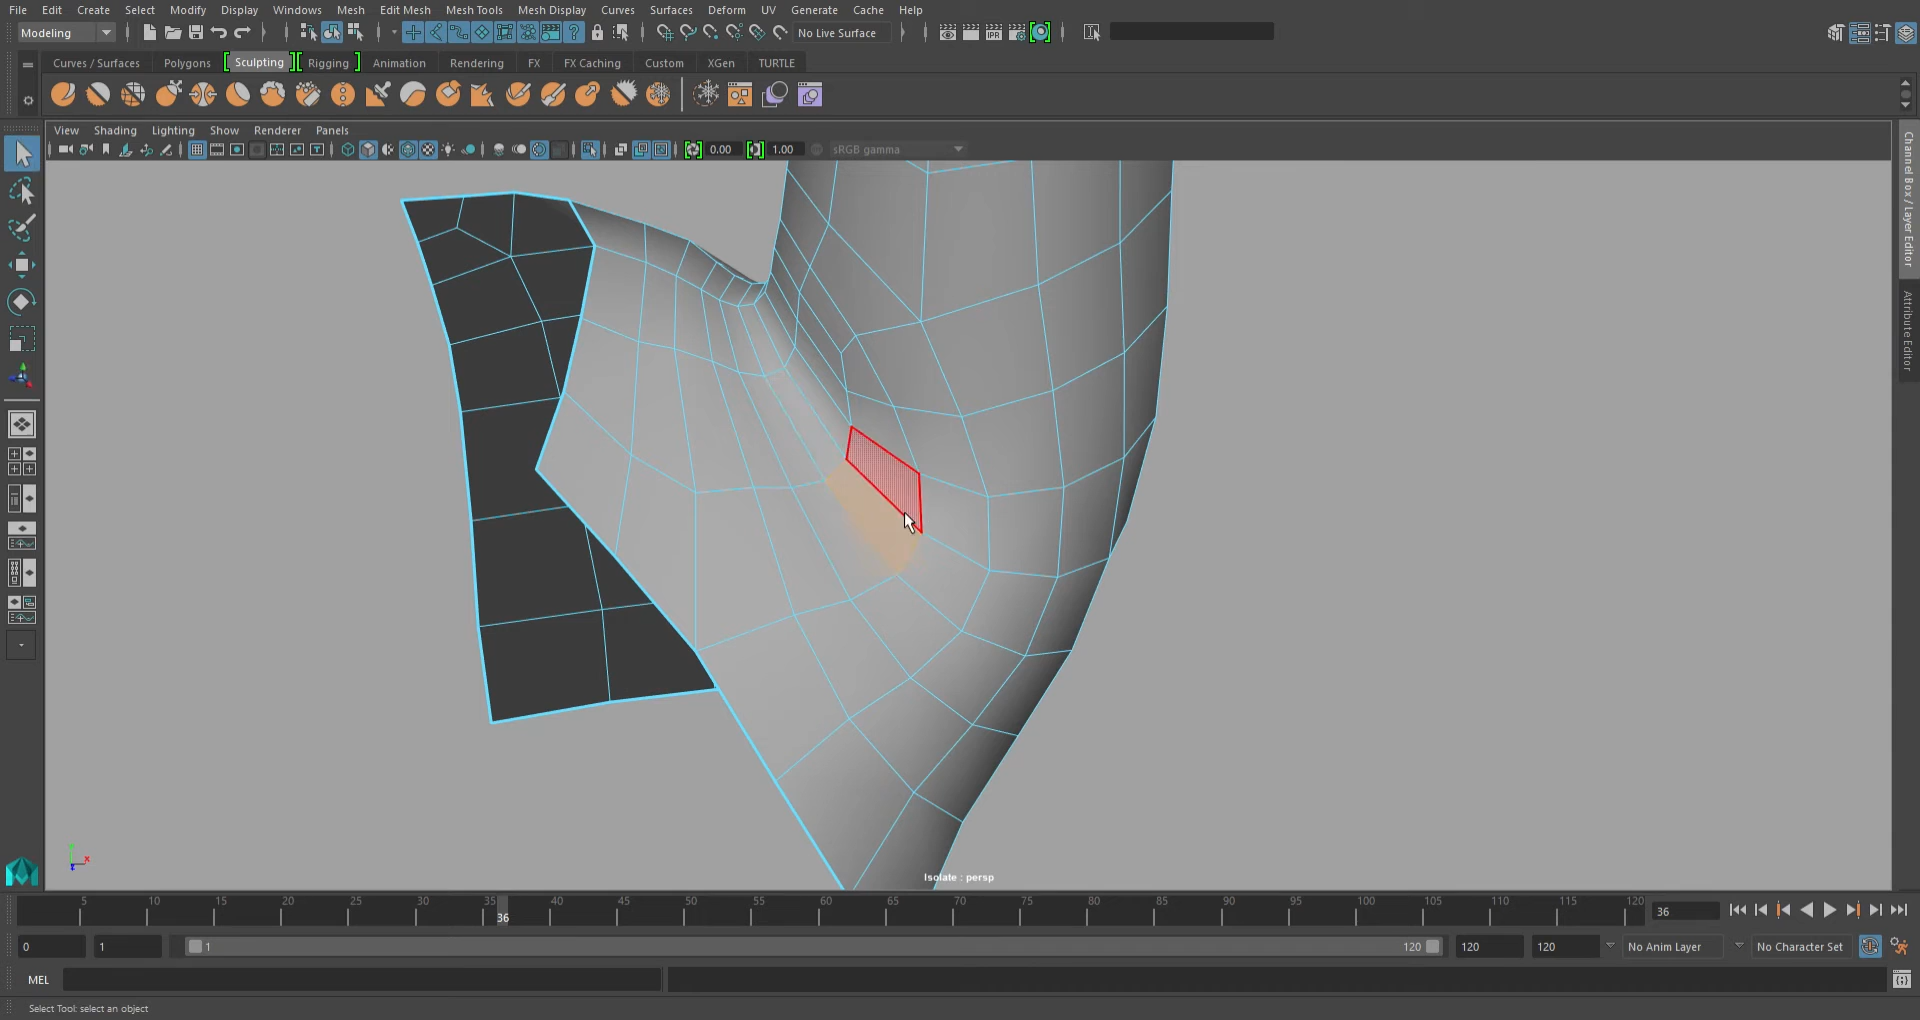 File Edit Create Select Modify Display Windows Mesh Edit Mesh Mesh Tools Mesh Display Curves Surfaces Deform UV Generate Cache Help
Modeling No Live Surface
Curves / Surfaces Polygons Sculpting Rigging Animation Rendering FX FX Caching Custom XGen TURTLE
View Shading Lighting Show Renderer Panels
0.00 1.00 sRGB gamma
Channel Box / Layer Editor
Attribute Editor
Isolate : persp
5 10 15 20 25 30 35 40 45 50 55 60 65 70 75 80 85 90 95 100 105 110 115 120
36 36
0 1 1 120 120 120 No Anim Layer No Character Set
MEL
Select Tool: select an object